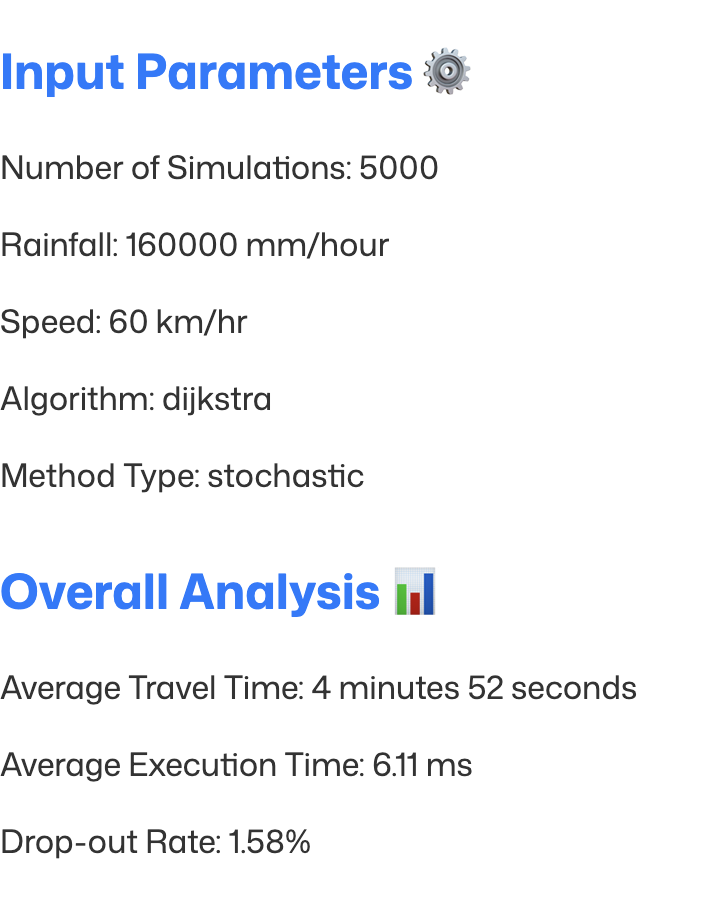 Input Parameters ⚙️
Number of Simulations: 5000
Rainfall: 160000 mm/hour
Speed: 60 km/hr
Algorithm: dijkstra
Method Type: stochastic
Overall Analysis 📊
Average Travel Time: 4 minutes 52 seconds
Average Execution Time: 6.11 ms
Drop-out Rate: 1.58%